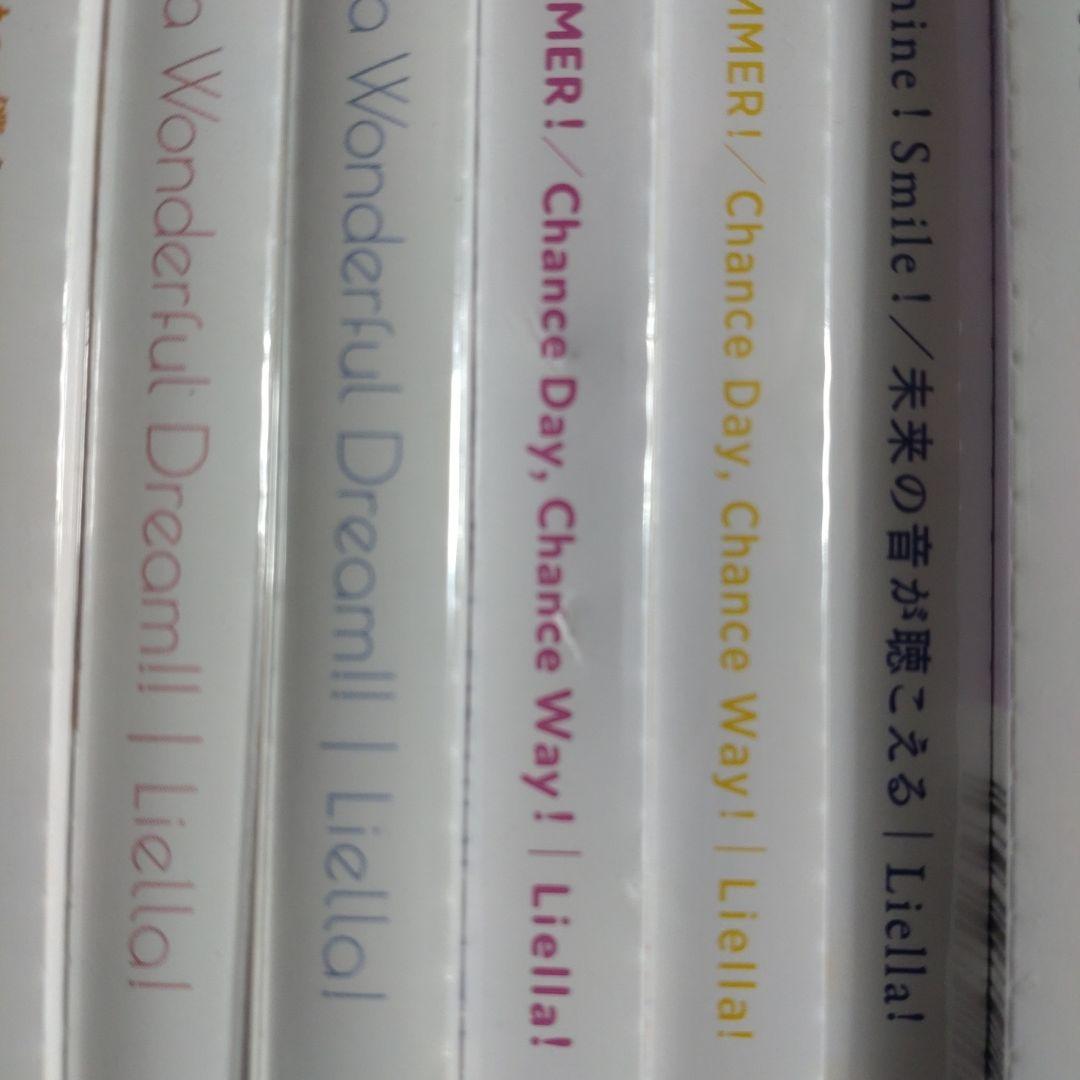 a Wonderful Dream!! | Liella!
a Wonderful Dream!! | Liella!
MER!／Chance Day, Chance Way! | Liella!
MMER!／Chance Day, Chance Way! | Liella!
hine! Smile!／未来の音が聴こえる | Liella!